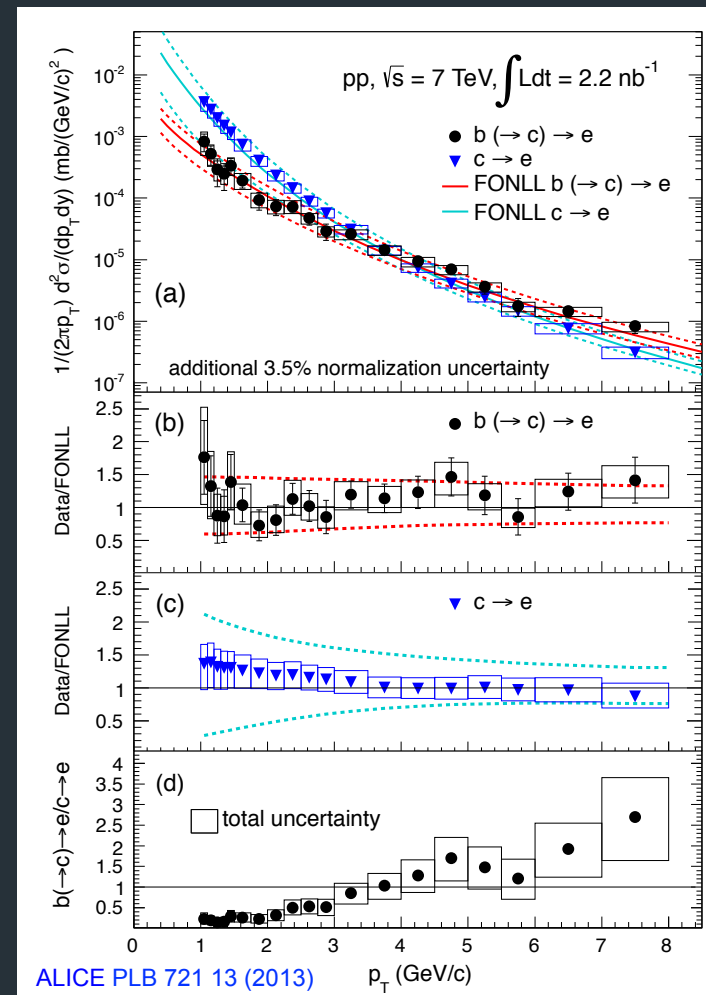 pp, √s = 7 TeV, ∫Ldt = 2.2 nb⁻¹
b (→ c) → e
c → e
FONLL b (→ c) → e
FONLL c → e
1/(2πp_T) d²σ/(dp_Tdy) (mb/(GeV/c)²)
10⁻²
10⁻³
10⁻⁴
10⁻⁵
10⁻⁶
10⁻⁷
(a)
additional 3.5% normalization uncertainty
(b)
b (→ c) → e
Data/FONLL
2.5
2
1.5
1
0.5
(c)
c → e
Data/FONLL
2.5
2
1.5
1
0.5
(d)
total uncertainty
b(→c)→e/c→e
4
3.5
3
2.5
2
1.5
1
0.5
0 1 2 3 4 5 6 7 8
p_T (GeV/c)
ALICE PLB 721 13 (2013)